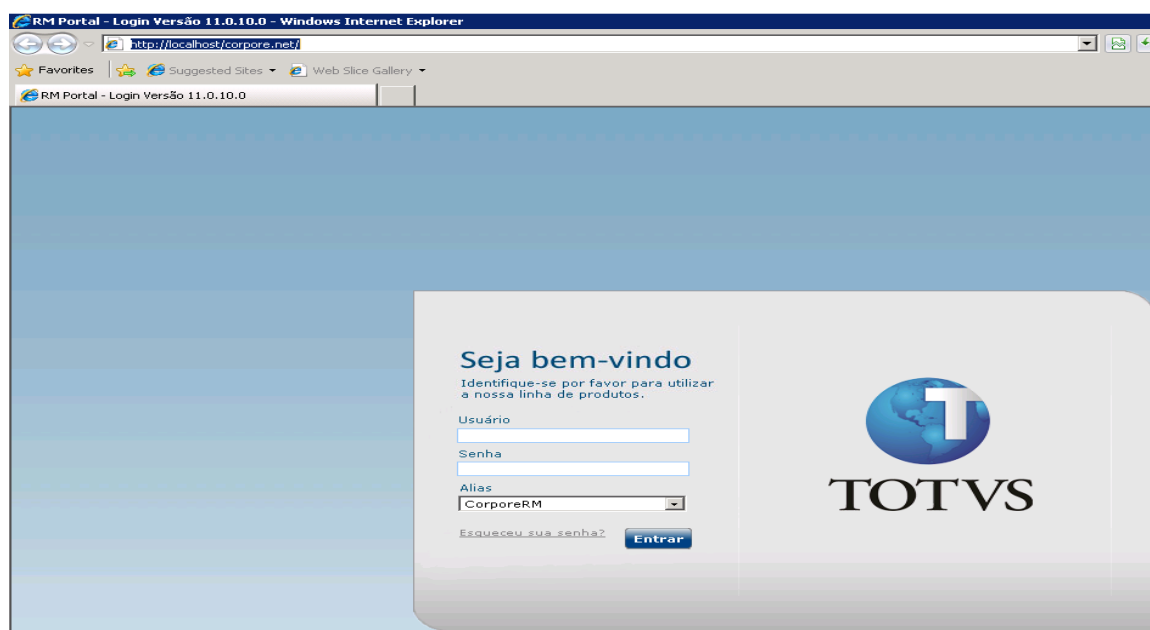 RM Portal - Login Versão 11.0.10.0 - Windows Internet Explorer
http://localhost/corpore.net/
Favorites Suggested Sites Web Slice Gallery
RM Portal - Login Versão 11.0.10.0
Seja bem-vindo
Identifique-se por favor para utilizar
a nossa linha de produtos.
Usuário
Senha
Alias
CorporeRM
Esqueceu sua senha? Entrar
T
TOTVS